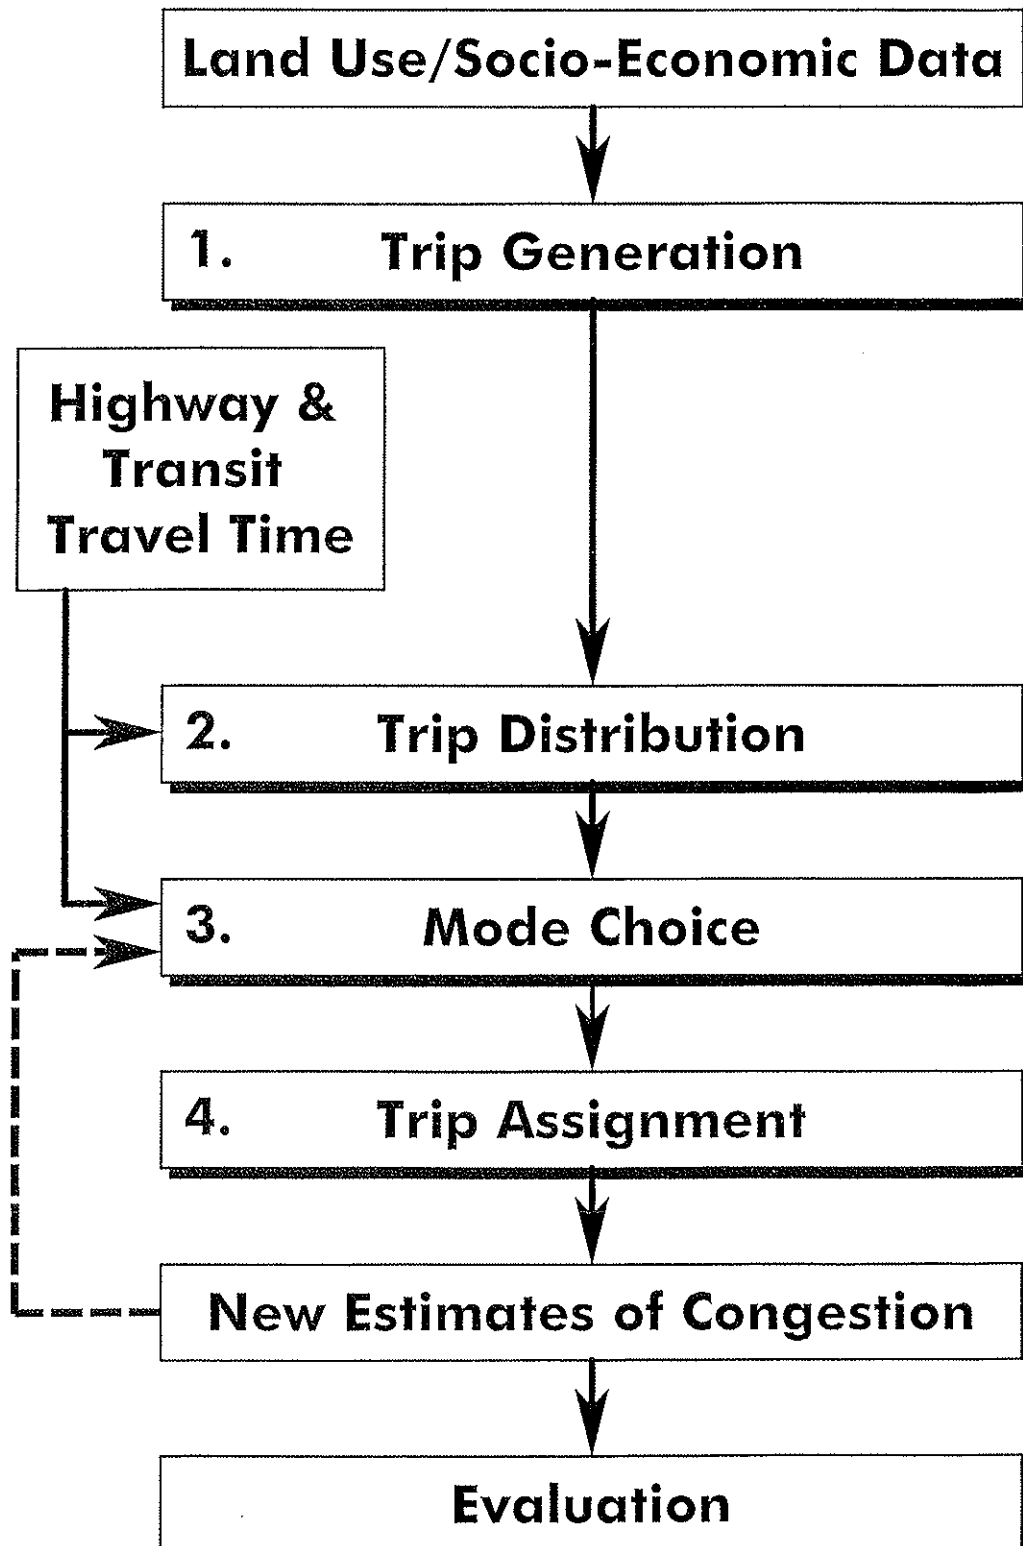 Land Use/Socio-Economic Data
1. Trip Generation
Highway &
Transit
Travel Time
2. Trip Distribution
3. Mode Choice
4. Trip Assignment
New Estimates of Congestion
Evaluation